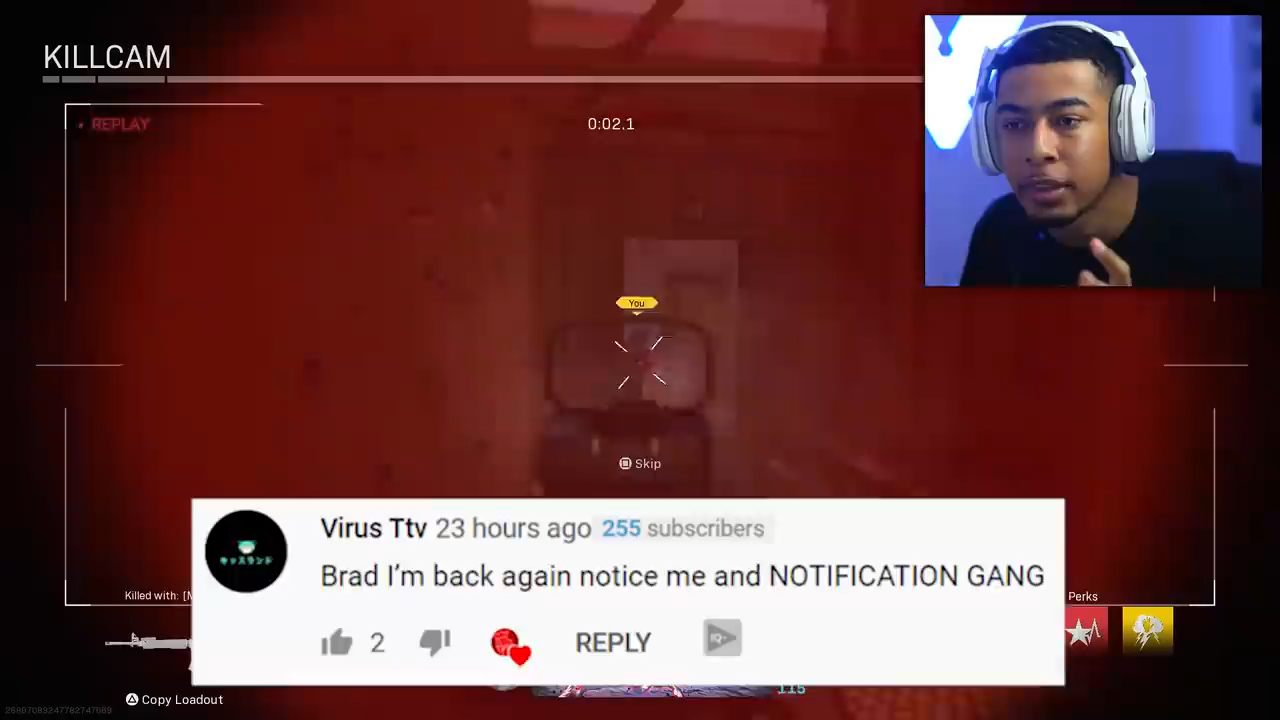 KILLCAM
REPLAY
0:02.1
You
Skip
Virus Ttv 23 hours ago 255 subscribers
Brad I'm back again notice me and NOTIFICATION GANG
2
REPLY
Killed with: [M
Perks
115
Copy Loadout